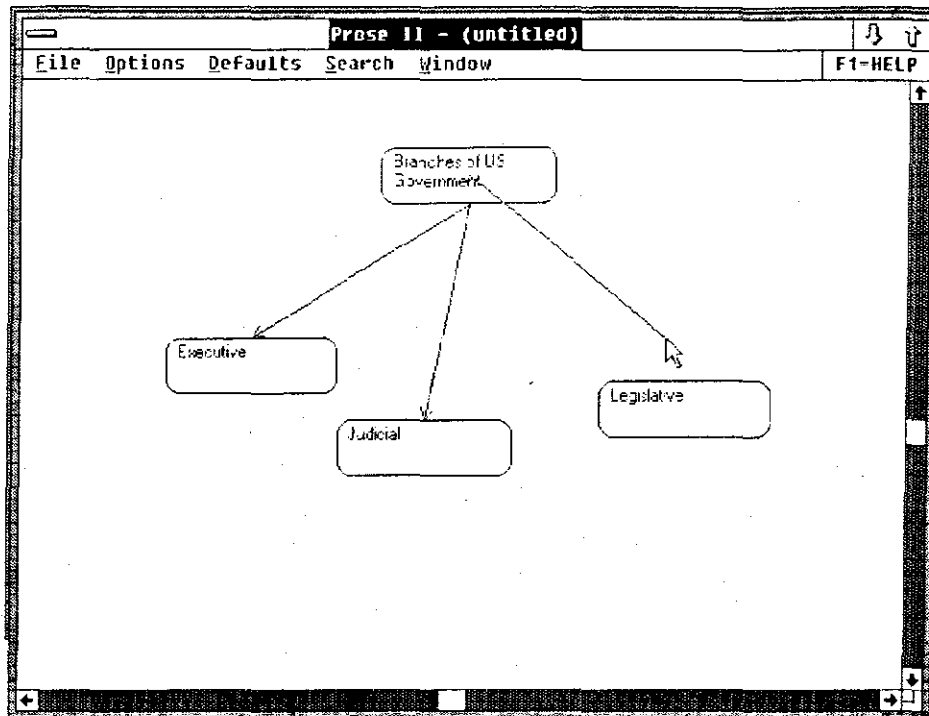 Prose II - (untitled)
File Options Defaults Search Window F1=HELP
Branches of US
Government
Executive
Legislative
Judicial